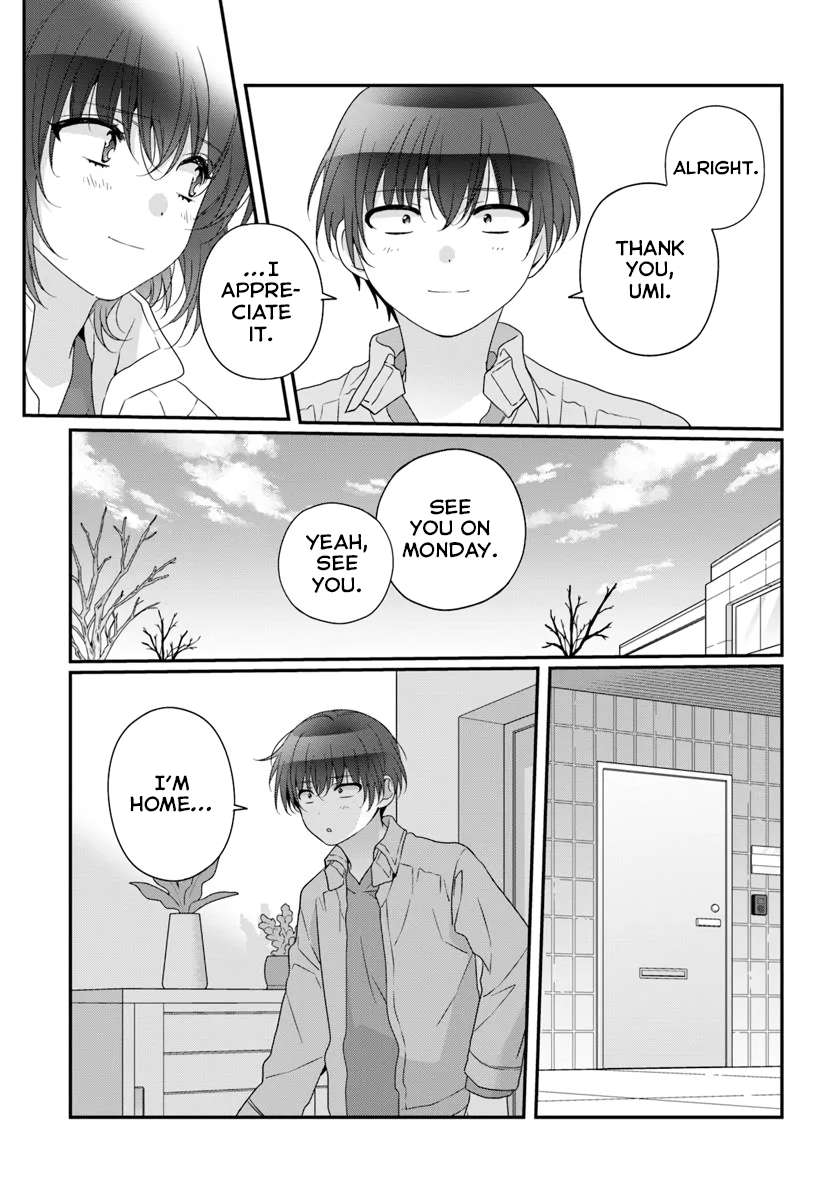 ALRIGHT.
THANK
YOU,
UMI.
...I
APPRE-
CIATE
IT.
SEE
YOU ON
MONDAY.
YEAH,
SEE
YOU.
I'M
HOME...